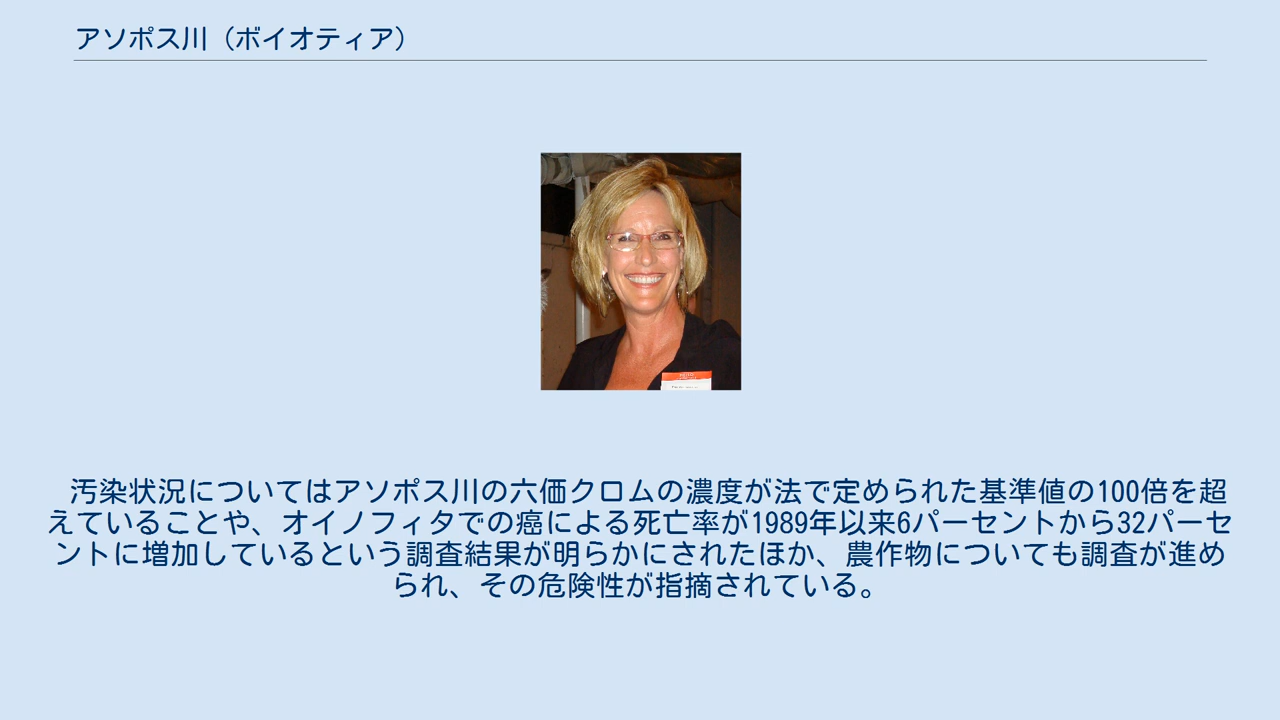 アソポス川（ボイオティア）
汚染状況についてはアソポス川の六価クロムの濃度が法で定められた基準値の100倍を超
えていることや、オイノフィタでの癌による死亡率が1989年以来6パーセントから32パーセ
ントに増加しているという調査結果が明らかにされたほか、農作物についても調査が進め
られ、その危険性が指摘されている。